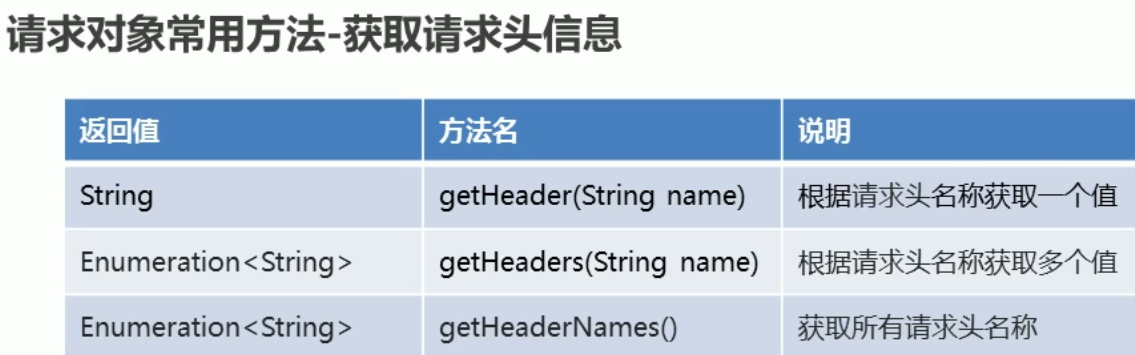 请求对象常用方法-获取请求头信息
返回值 方法名 说明
String getHeader(String name) 根据请求头名称获取一个值
Enumeration<String> getHeaders(String name) 根据请求头名称获取多个值
Enumeration<String> getHeaderNames() 获取所有请求头名称